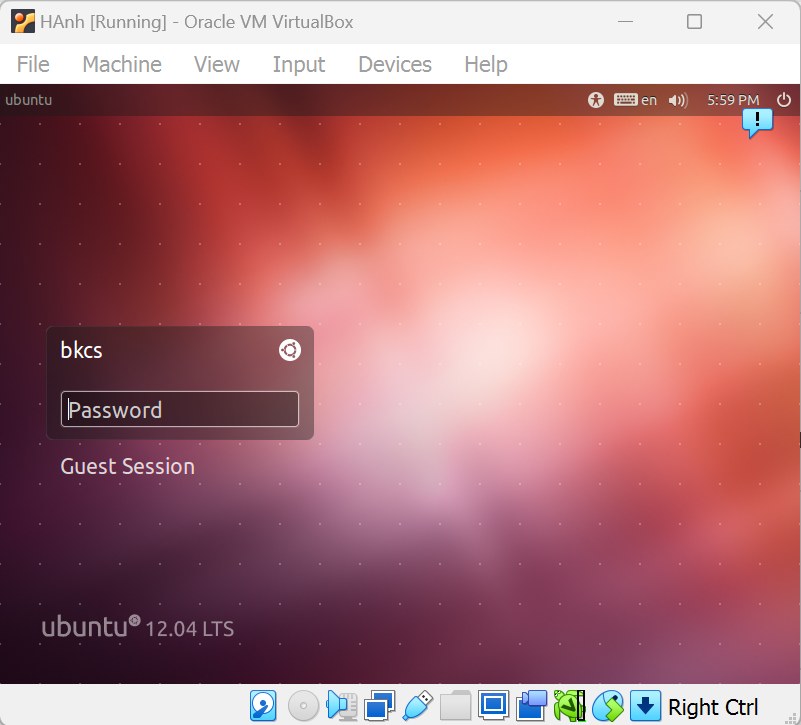 HAnh [Running] - Oracle VM VirtualBox
File Machine View Input Devices Help
ubuntu en 5:59 PM
!
bkcs
Password
Guest Session
ubuntu 12.04 LTS
Right Ctrl